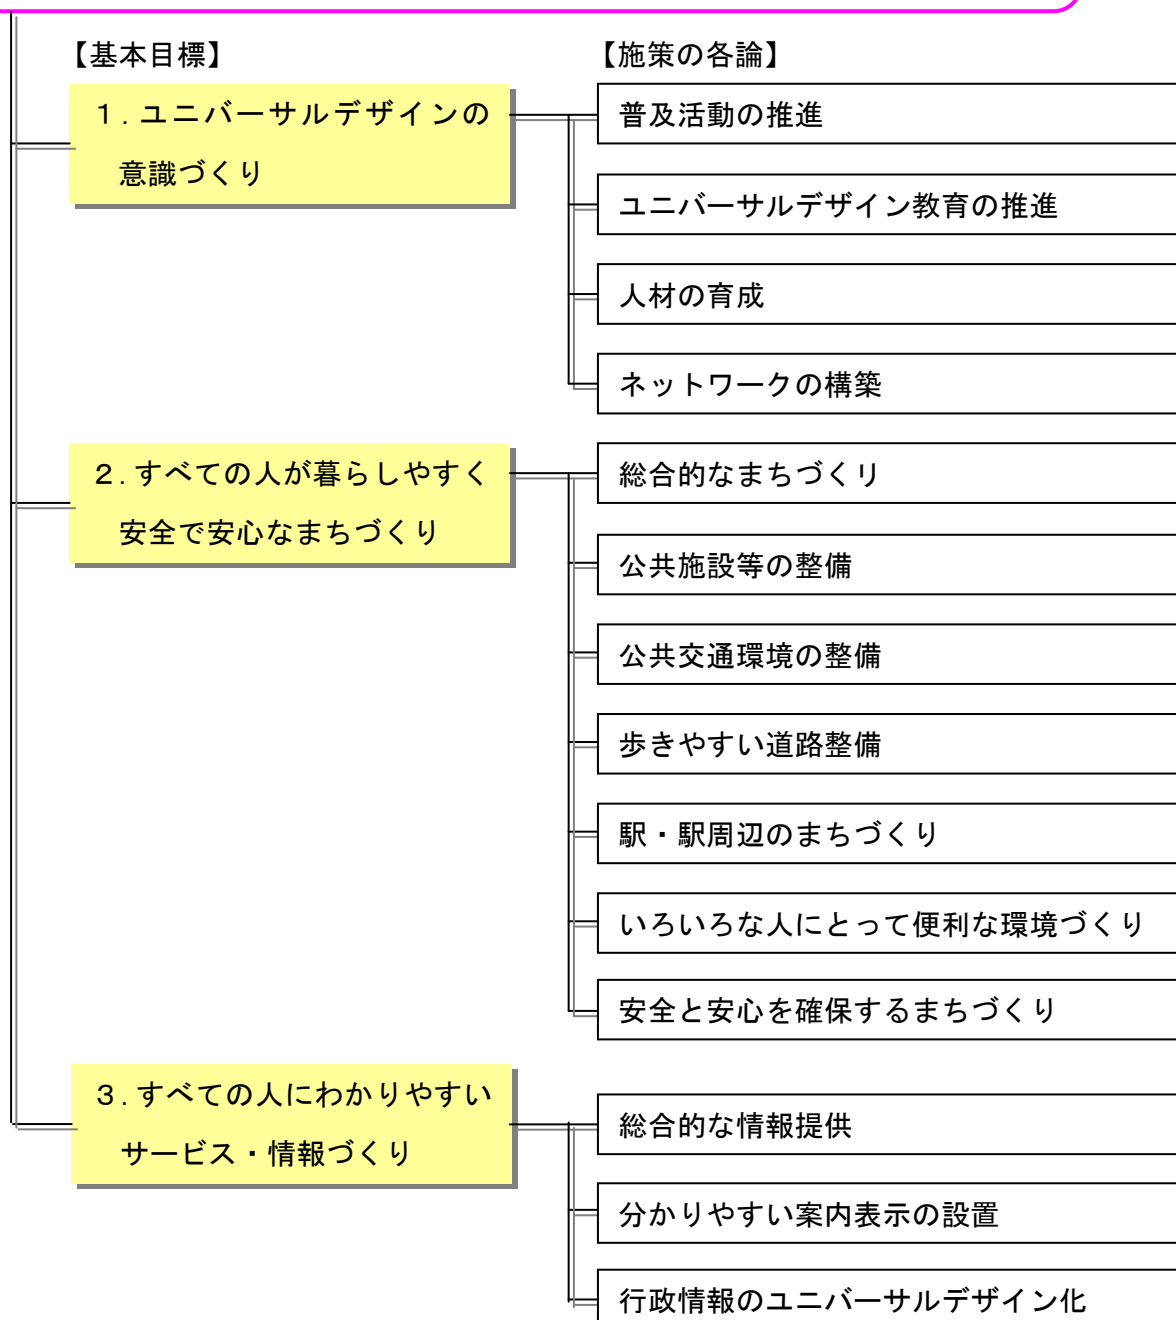 【基本目標】
【施策の各論】
１.ユニバーサルデザインの
意識づくり
普及活動の推進
ユニバーサルデザイン教育の推進
人材の育成
ネットワークの構築
２.すべての人が暮らしやすく
安全で安心なまちづくり
総合的なまちづくリ
公共施設等の整備
公共交通環境の整備
歩きやすい道路整備
駅・駅周辺のまちづくり
いろいろな人にとって便利な環境づくり
安全と安心を確保するまちづくり
３.すべての人にわかりやすい
サービス・情報づくり
総合的な情報提供
分かりやすい案内表示の設置
行政情報のユニバーサルデザイン化